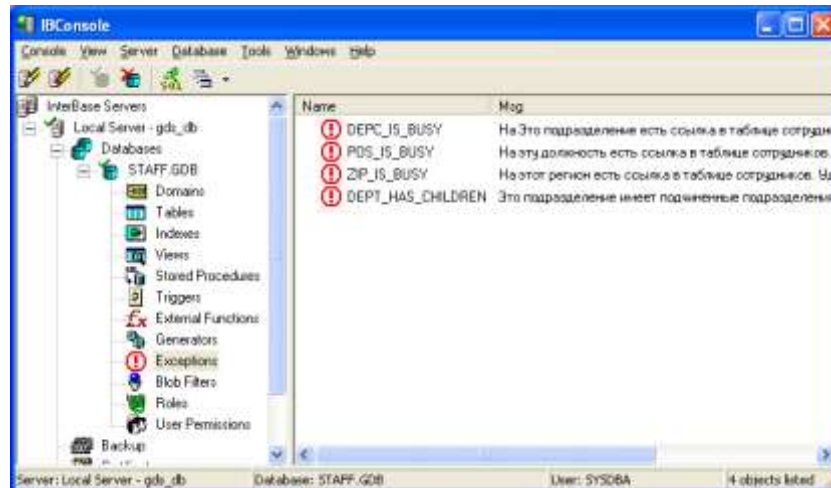 IBConsole
Console View Server Database Tools Windows Help
SQL
InterBase Servers
Local Server - gds_db
Databases
STAFF.GDB
Domains
Tables
Indexes
Views
Stored Procedures
Triggers
External Functions
Generators
Exceptions
Blob Filters
Roles
User Permissions
Backup
Name Msg
DEPC_IS_BUSY На Это подразделение есть ссылка в таблице сотрудн
POS_IS_BUSY На эту должность есть ссылка в таблице сотрудников.
ZIP_IS_BUSY На этот регион есть ссылка в таблице сотрудников. Уд
DEPT_HAS_CHILDREN Это подразделение имеет подчиненные подразделени
Server: Local Server - gds_db Database: STAFF.GDB User: SYSDBA 4 objects listed